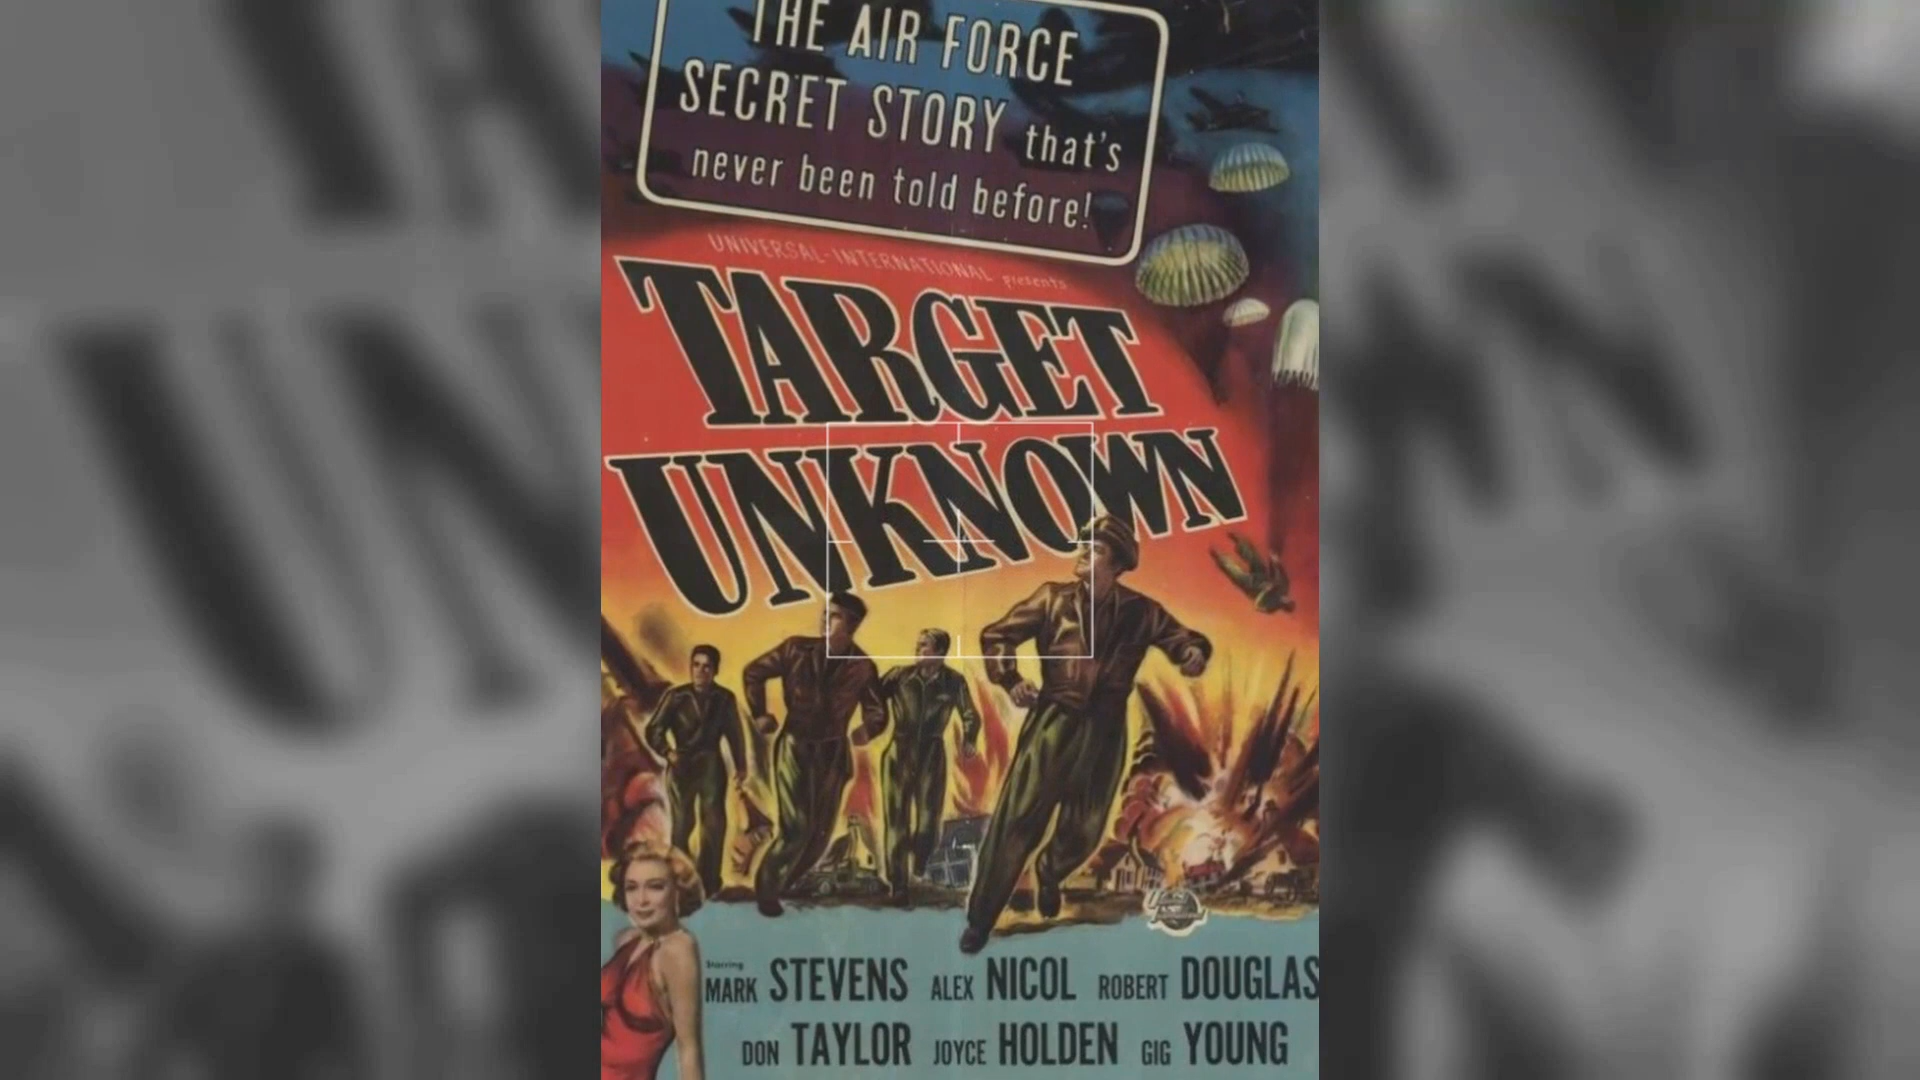 THE AIR FORCE
SECRET STORY that's
never been told before!
UNIVERSAL-INTERNATIONAL presents
TARGET
UNKNOWN
Starring
MARK STEVENS ALEX NICOL ROBERT DOUGLAS
DON TAYLOR JOYCE HOLDEN GIG YOUNG